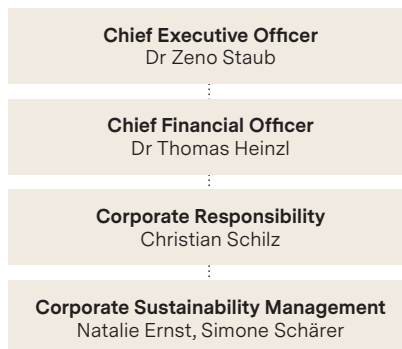 Chief Executive Officer
Dr Zeno Staub
Chief Financial Officer
Dr Thomas Heinzl
Corporate Responsibility
Christian Schilz
Corporate Sustainability Management
Natalie Ernst, Simone Schärer